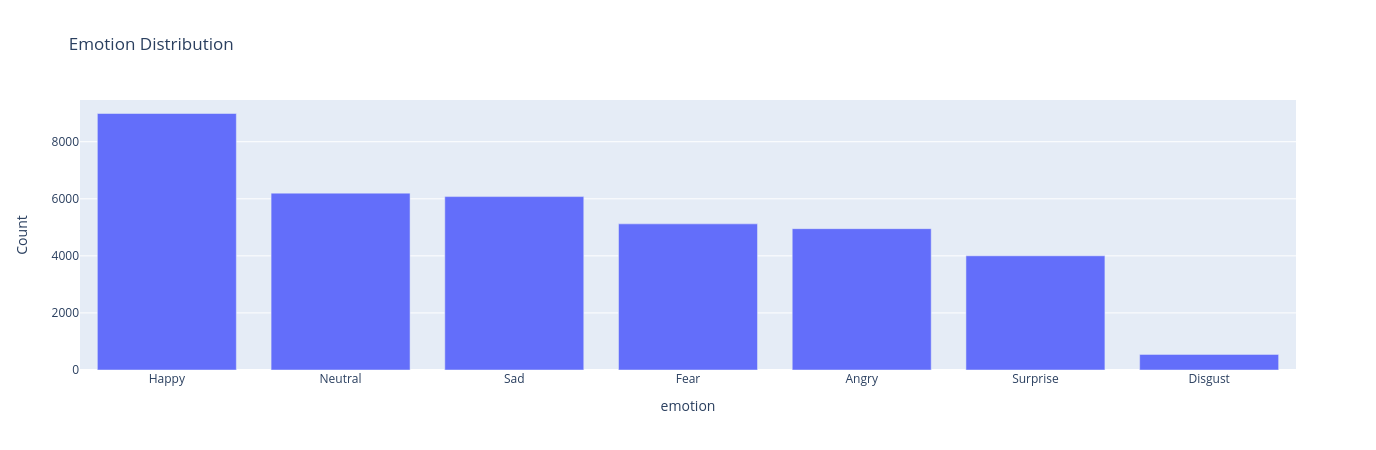 Emotion Distribution
Count
8000
6000
4000
2000
0
Happy Neutral Sad Fear Angry Surprise Disgust
emotion